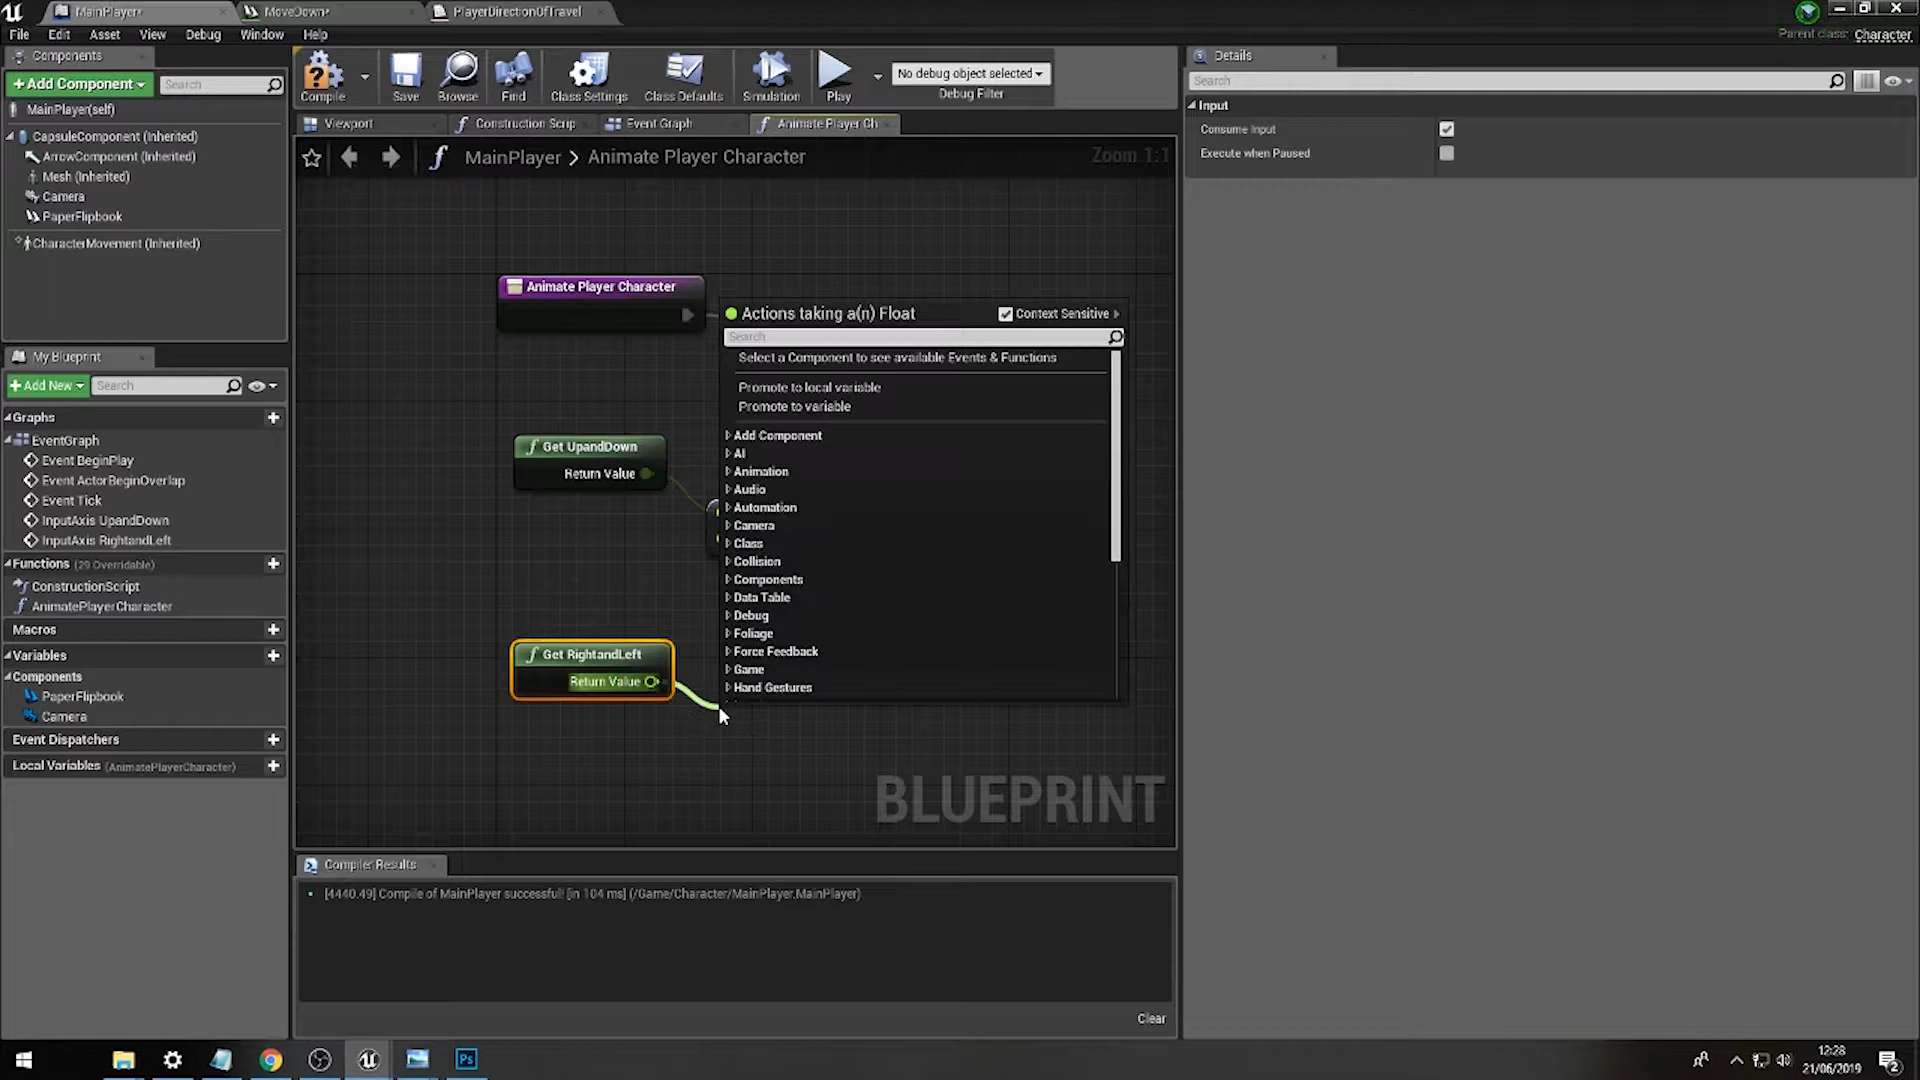 MainPlayer*
MoveDown*
PlayerDirectionOfTravel
File Edit Asset View Debug Window Help
Parent class: Character
Components
+Add Component
Search
MainPlayer(self)
CapsuleComponent (Inherited)
ArrowComponent (Inherited)
Mesh (Inherited)
Camera
PaperFlipbook
CharacterMovement (Inherited)
Compile
Save
Browse
Find
Class Settings
Class Defaults
Simulation
Play
No debug object selected
Debug Filter
Viewport
Construction Scrip
Event Graph
Animate Player Ch
MainPlayer > Animate Player Character
Zoom 1:1
My Blueprint
+Add New
Search
Graphs
EventGraph
Event BeginPlay
Event ActorBeginOverlap
Event Tick
InputAxis UpandDown
InputAxis RightandLeft
Functions (29 Overridable)
ConstructionScript
AnimatePlayerCharacter
Macros
Variables
Components
PaperFlipbook
Camera
Event Dispatchers
Local Variables (AnimatePlayerCharacter)
Animate Player Character
Get UpandDown
Return Value
Get RightandLeft
Return Value
Actions taking a(n) Float
Context Sensitive
Search
Select a Component to see available Events & Functions
Promote to local variable
Promote to variable
Add Component
AI
Animation
Audio
Automation
Camera
Class
Collision
Components
Data Table
Debug
Foliage
Force Feedback
Game
Hand Gestures
BLUEPRINT
Compiler Results
[4440.49] Compile of MainPlayer successful! [in 104 ms] (/Game/Character/MainPlayer.MainPlayer)
Clear
Details
Search
Input
Consume Input
Execute when Paused
Ps
12:28
21/06/2019
2